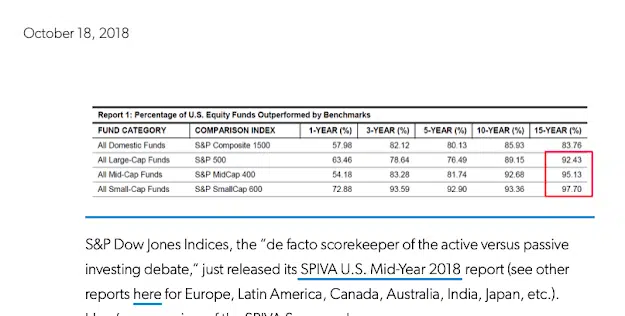 October 18, 2018
Report 1: Percentage of U.S. Equity Funds Outperformed by Benchmarks
FUND CATEGORY COMPARISON INDEX 1-YEAR (%) 3-YEAR (%) 5-YEAR (%) 10-YEAR (%) 15-YEAR (%)
All Domestic Funds S&P Composite 1500 57.98 82.12 80.13 85.93 83.76
All Large-Cap Funds S&P 500 63.46 78.64 76.49 89.15 92.43
All Mid-Cap Funds S&P MidCap 400 54.18 83.28 81.74 92.68 95.13
All Small-Cap Funds S&P SmallCap 600 72.88 93.59 92.90 93.36 97.70
S&P Dow Jones Indices, the "de facto scorekeeper of the active versus passive
investing debate," just released its SPIVA U.S. Mid-Year 2018 report (see other
reports here for Europe, Latin America, Canada, Australia, India, Japan, etc.).